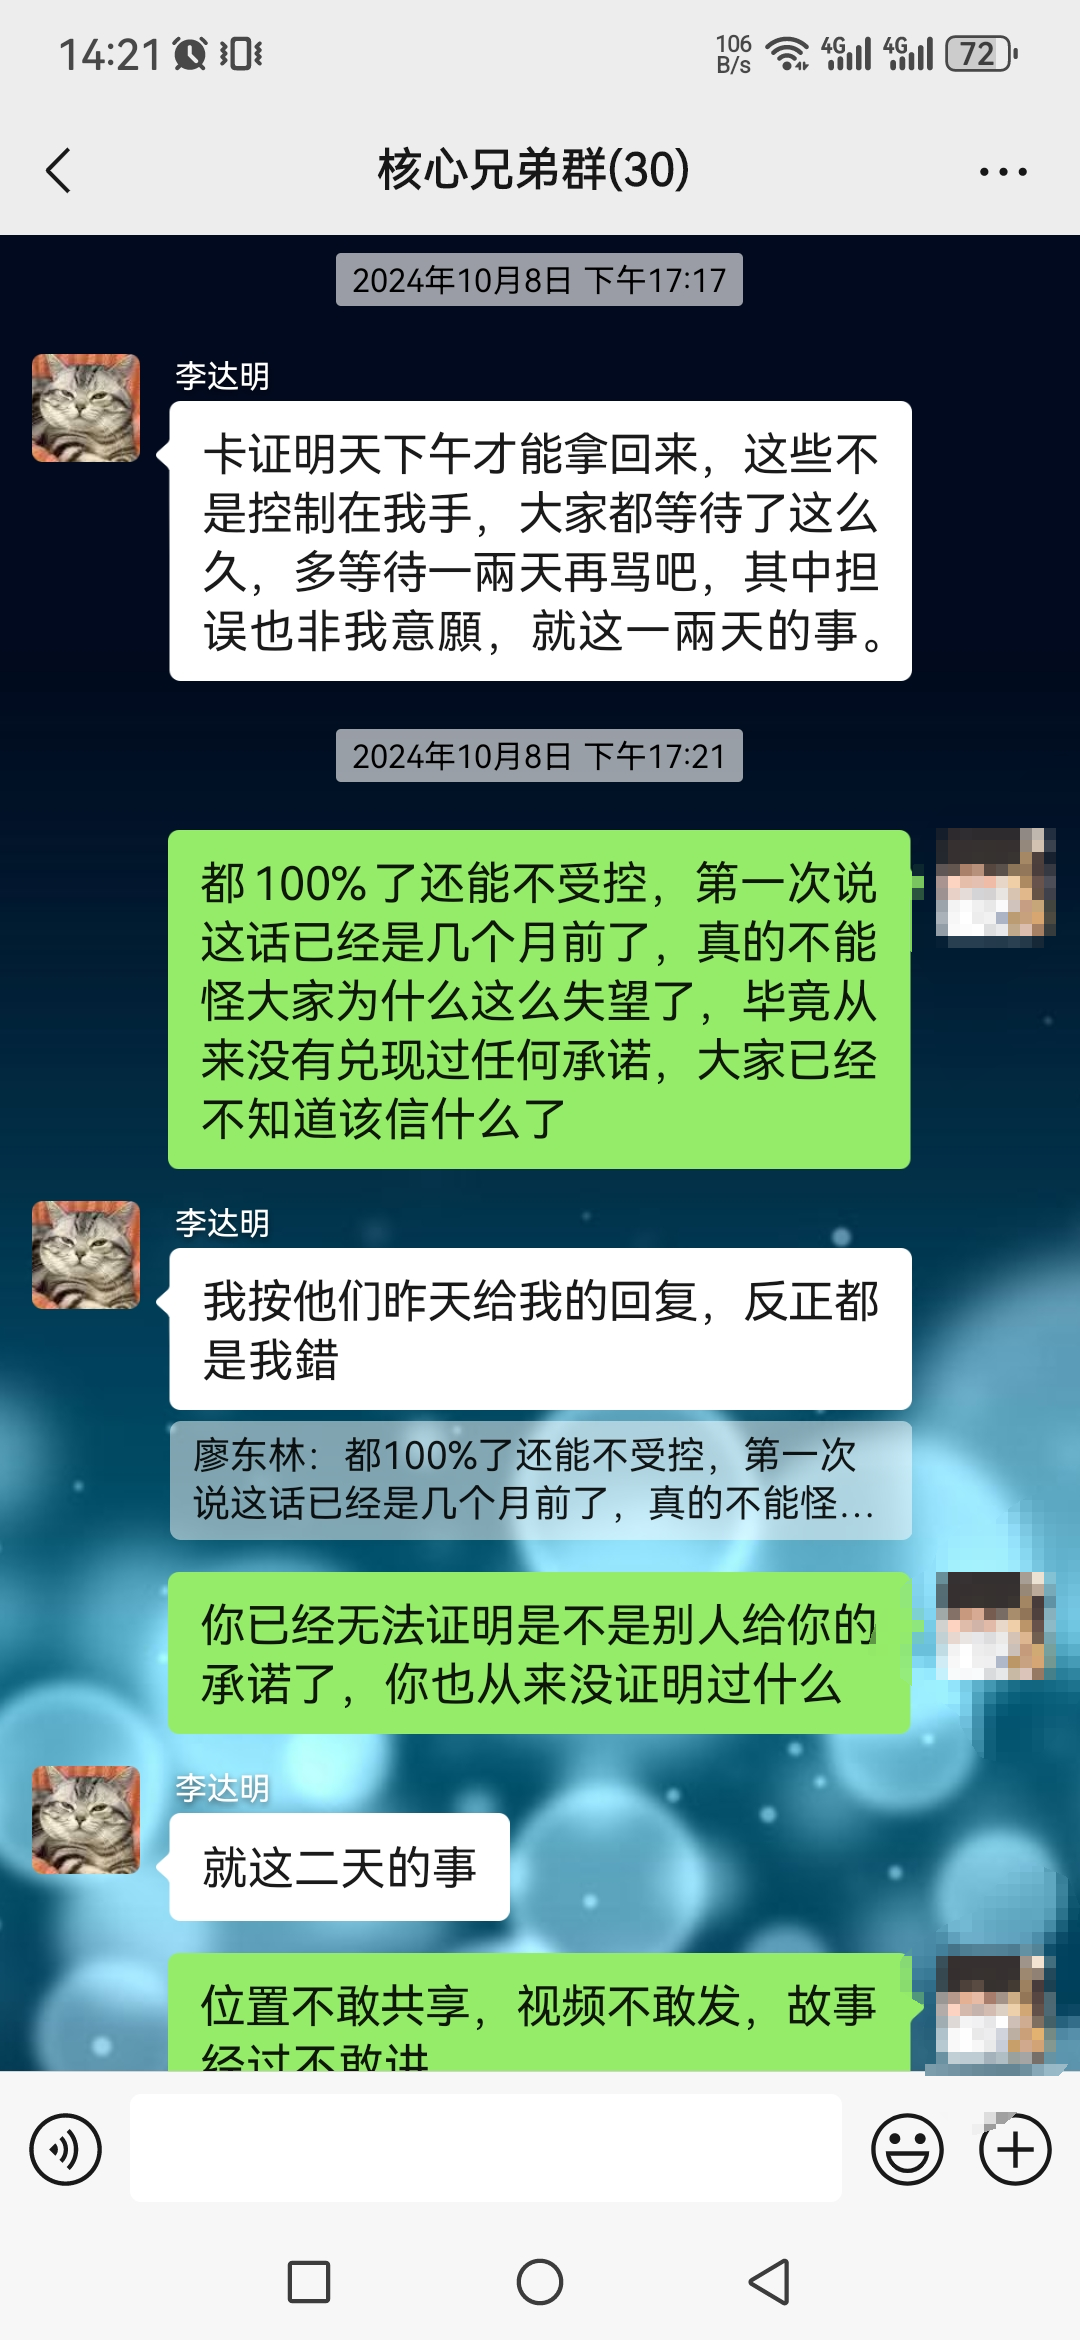 14:21
106
B/s
4G
4G
72
核心兄弟群(30)
2024年10月8日 下午17:17
李达明
卡证明天下午才能拿回来，这些不
是控制在我手，大家都等待了这么
久，多等待一兩天再骂吧，其中担
误也非我意願，就这一兩天的事。
2024年10月8日 下午17:21
都100%了还能不受控，第一次说
这话已经是几个月前了，真的不能
怪大家为什么这么失望了，毕竟从
来没有兑现过任何承诺，大家已经
不知道该信什么了
李达明
我按他们昨天给我的回复，反正都
是我錯
廖东林：都100%了还能不受控，第一次
说这话已经是几个月前了，真的不能怪...
你已经无法证明是不是别人给你的
承诺了，你也从来没证明过什么
李达明
就这二天的事
位置不敢共享，视频不敢发，故事
经过不敢讲